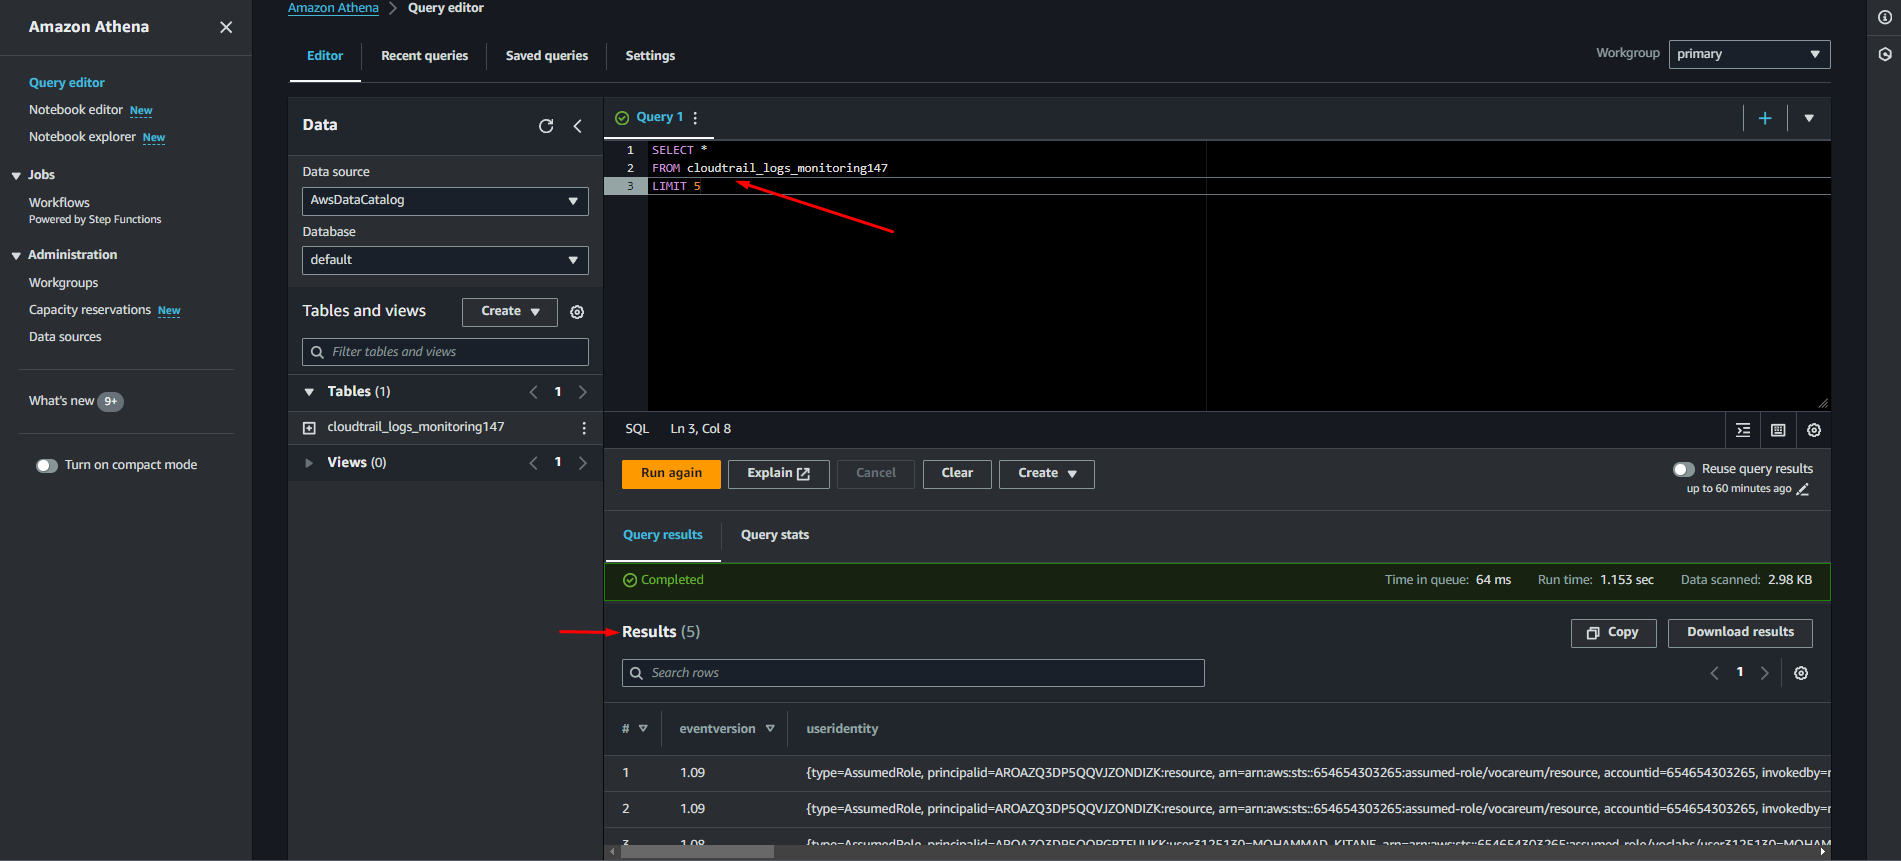 Amazon Athena
Query editor
Notebook editor New
Notebook explorer New
Jobs
Workflows
Powered by Step Functions
Administration
Workgroups
Capacity reservations New
Data sources
What's new 9+
Turn on compact mode
Amazon Athena > Query editor
Editor
Recent queries
Saved queries
Settings
Workgroup primary
Data
Data source
AwsDataCatalog
Database
default
Tables and views
Create
Filter tables and views
Tables (1)
1
cloudtrail_logs_monitoring147
Views (0)
1
Query 1
1 SELECT *
2 FROM cloudtrail_logs_monitoring147
3 LIMIT 5
SQL Ln 3, Col 8
Run again
Explain
Cancel
Clear
Create
Reuse query results
up to 60 minutes ago
Query results
Query stats
Completed
Time in queue: 64 ms
Run time: 1.153 sec
Data scanned: 2.98 KB
Results (5)
Copy
Download results
Search rows
1
# eventversion useridentity
1 1.09 {type=AssumedRole, principalid=AROAZQ3DP5QQVJZONDIZK:resource, arn=arn:aws:sts::654654303265:assumed-role/vocareum/resource, accountid=654654303265, invokedby=
2 1.09 {type=AssumedRole, principalid=AROAZQ3DP5QQVJZONDIZK:resource, arn=arn:aws:sts::654654303265:assumed-role/vocareum/resource, accountid=654654303265, invokedby=
3 1.08